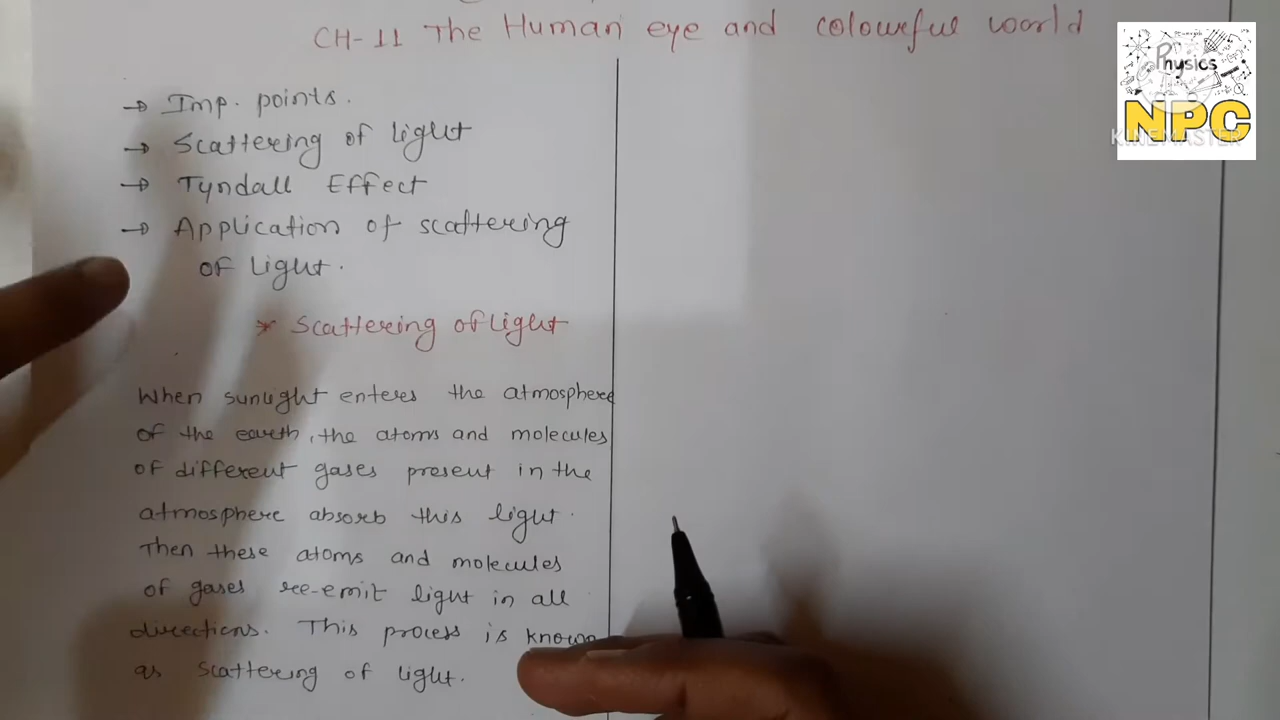 CH-11 The Human eye and colourful world
→ Imp. points.
→ Scattering of light
→ Tyndall Effect
→ Application of scattering
of light.
* Scattering of light
When sunlight enters the atmosphere
of the earth, the atoms and molecules
of different gases present in the
atmosphere absorb this light.
Then these atoms and molecules
of gases re-emit light in all
directions. This process is known
as scattering of light.
Physics
NPC
KINEMASTER